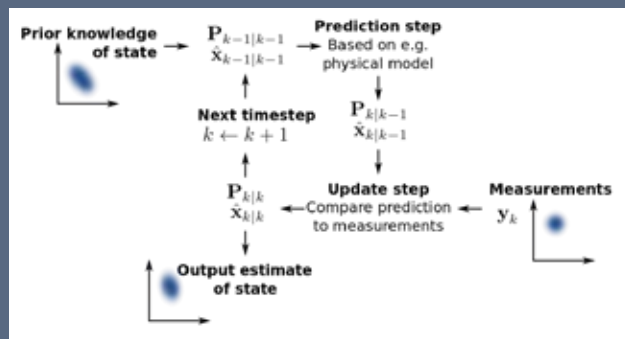 Prior knowledge
of state
P_{k-1|k-1}
x̂_{k-1|k-1}
Prediction step
Based on e.g.
physical model
Next timestep
k ← k + 1
P_{k|k-1}
x̂_{k|k-1}
P_{k|k}
x̂_{k|k}
Update step
Compare prediction
to measurements
Measurements
y_k
Output estimate
of state